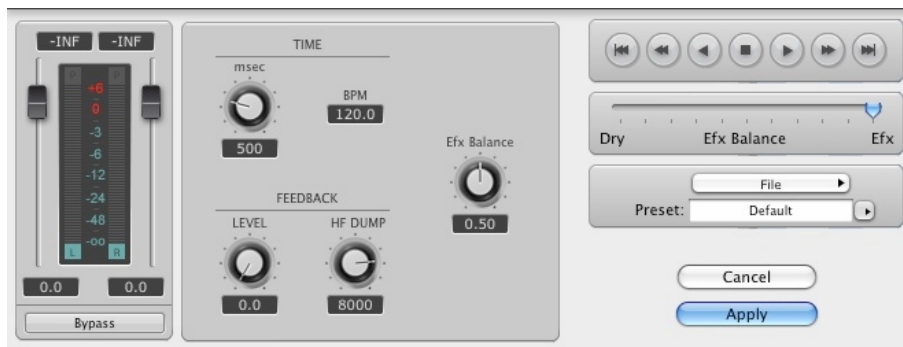 -INF -INF
P P
+6
0
-3
-6
-12
-24
-48
-oo
L R
0.0 0.0
Bypass
TIME
msec
500
BPM
120.0
FEEDBACK
LEVEL
0.0
HF DUMP
8000
Efx Balance
0.50
Dry Efx Balance Efx
File
Preset: Default
Cancel
Apply